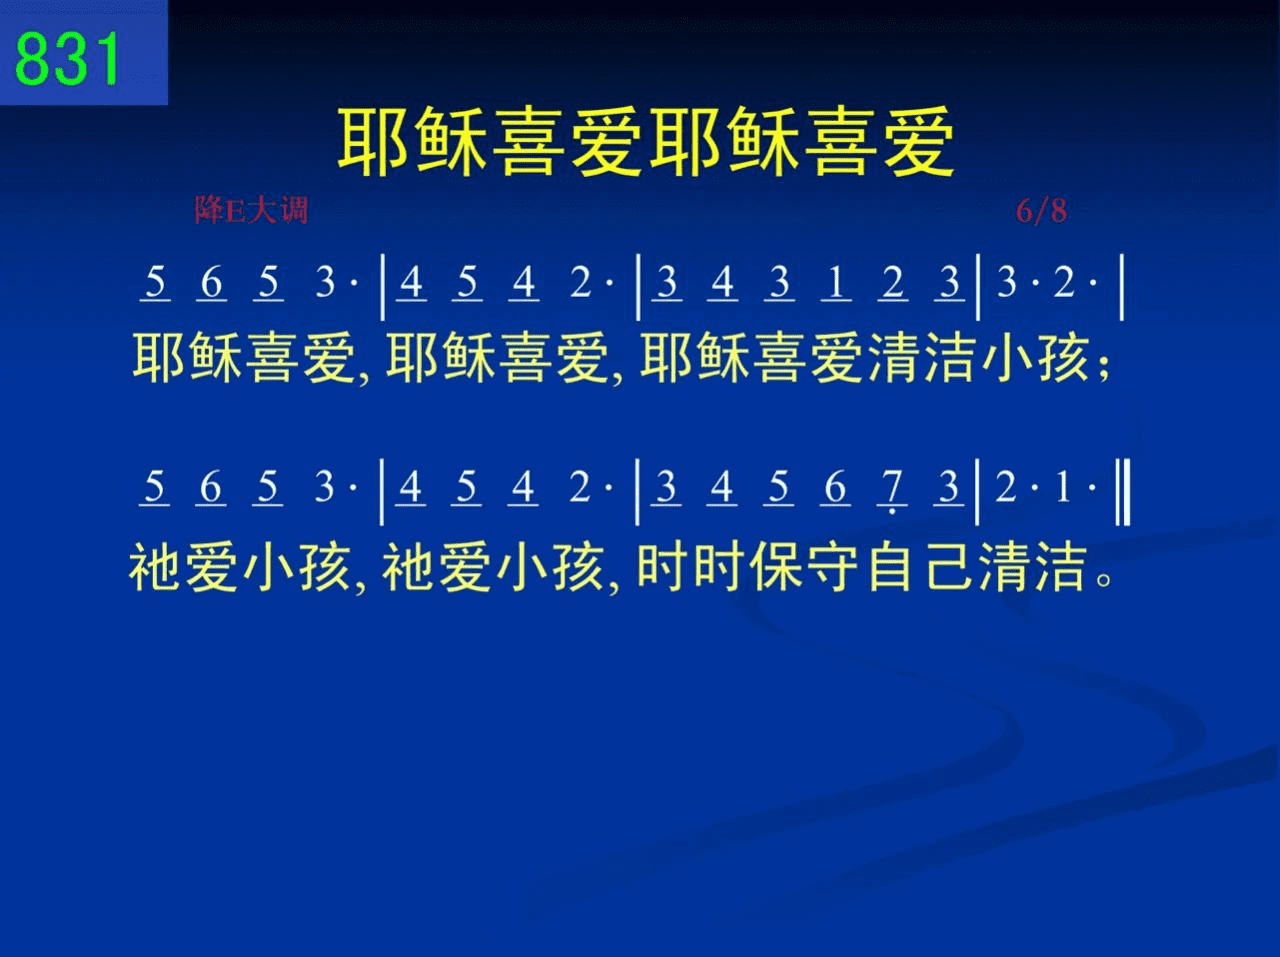 831
耶稣喜爱耶稣喜爱
降E大调 6/8
5 6 5 3· | 4 5 4 2· | 3 4 3 1 2 3 | 3· 2· |
耶稣喜爱, 耶稣喜爱, 耶稣喜爱清洁小孩;
5 6 5 3· | 4 5 4 2· | 3 4 5 6 7̣ 3 | 2· 1· ‖
祂爱小孩, 祂爱小孩, 时时保守自己清洁。